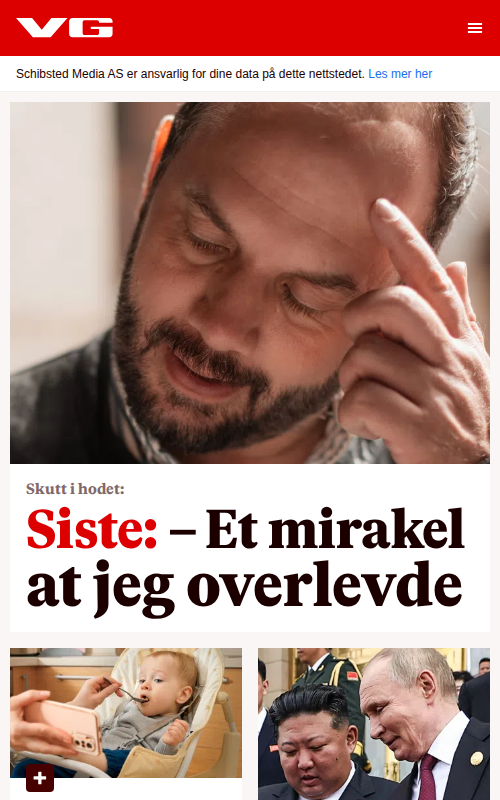 VG
Schibsted Media AS er ansvarlig for dine data på dette nettstedet. Les mer her
Skutt i hodet:
Siste: – Et mirakel
at jeg overlevde